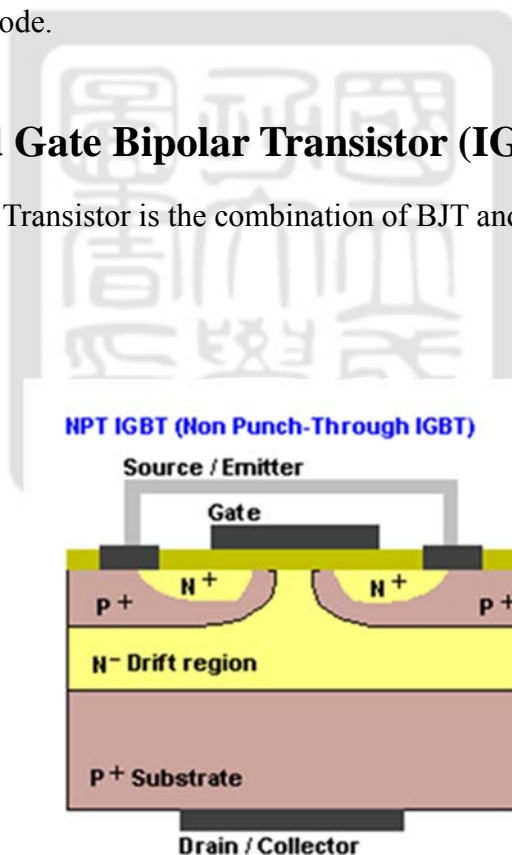 ode.
l Gate Bipolar Transistor (IG
Transistor is the combination of BJT and
NPT IGBT (Non Punch-Through IGBT)
Source / Emitter
Gate
N+ N+
P+ P+
N- Drift region
P+ Substrate
Drain / Collector